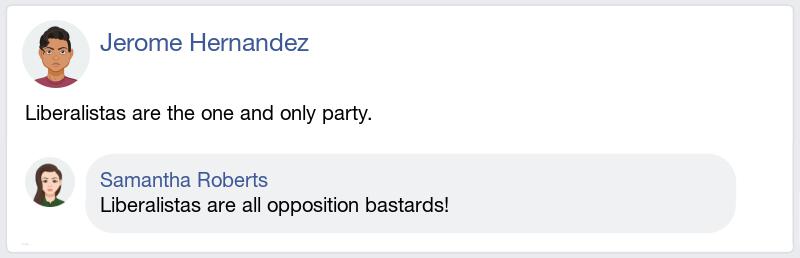 Jerome Hernandez
Liberalistas are the one and only party.
Samantha Roberts
Liberalistas are all opposition bastards!